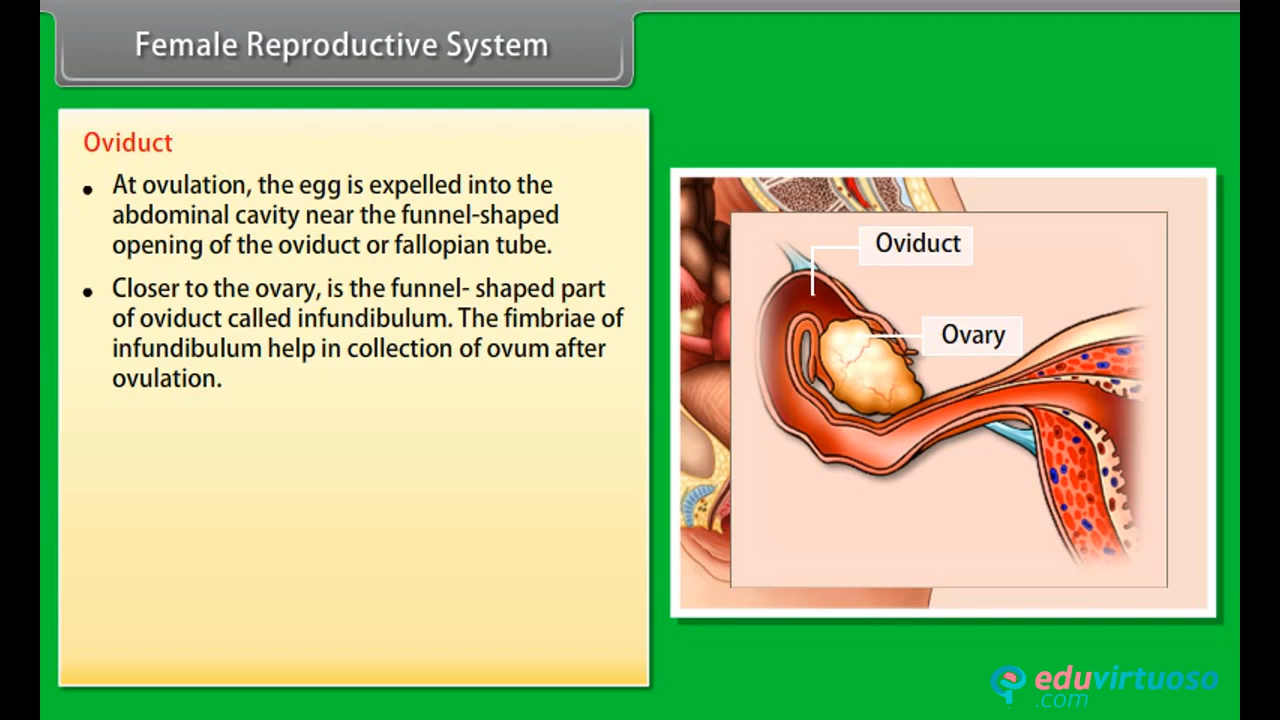 Female Reproductive System
Oviduct
• At ovulation, the egg is expelled into the
abdominal cavity near the funnel-shaped
opening of the oviduct or fallopian tube.
• Closer to the ovary, is the funnel- shaped part
of oviduct called infundibulum. The fimbriae of
infundibulum help in collection of ovum after
ovulation.
Oviduct
Ovary
eduvirtuoso
.com